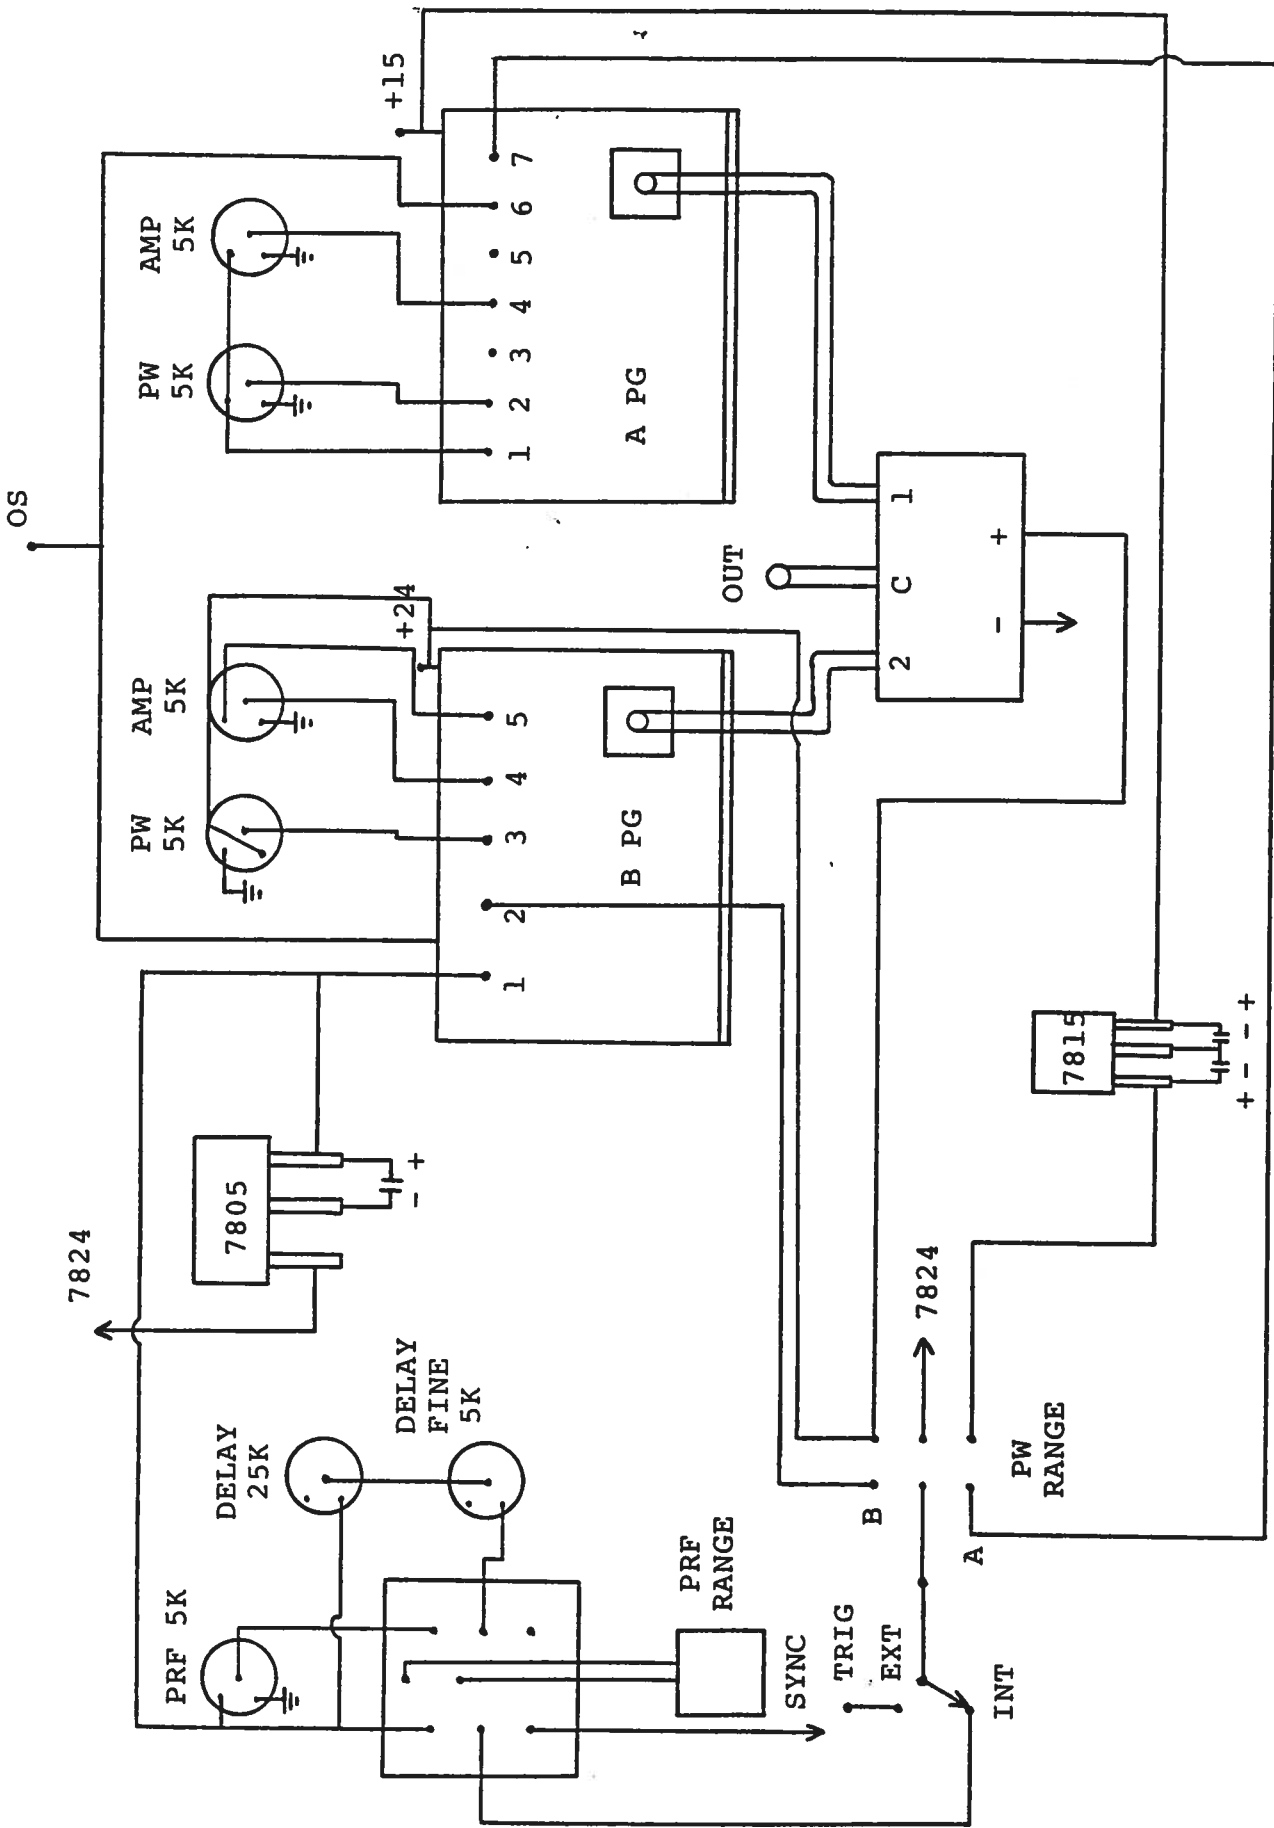 OS
+15
AMP
5K
PW
5K
1 2 3 4 5 6 7
A PG
+24
AMP
5K
PW
5K
1 2 3 4 5
B PG
OUT
2 C 1
- +
7824
7805
- +
PRF 5K
DELAY
25K
DELAY
FINE
5K
PRF
RANGE
SYNC
TRIG
EXT
INT
B
A
PW
RANGE
7824
7815
+ - - +